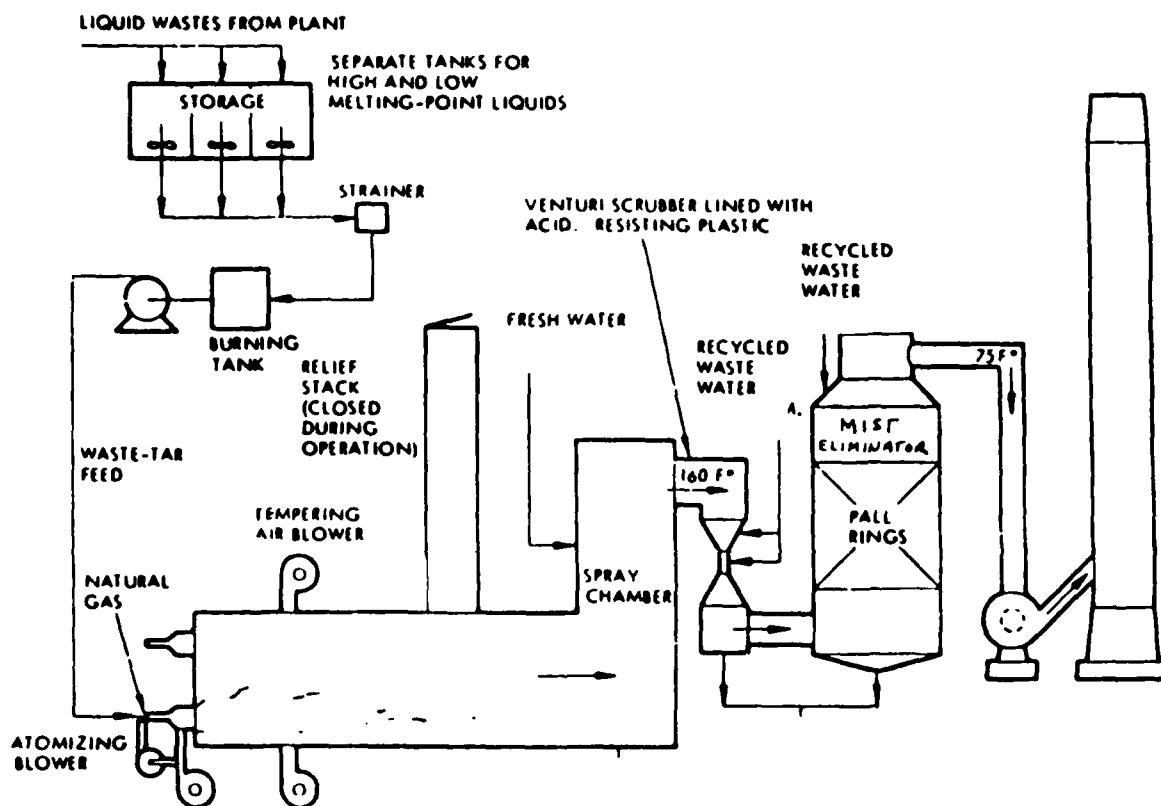 LIQUID WASTES FROM PLANT
SEPARATE TANKS FOR
HIGH AND LOW
MELTING-POINT LIQUIDS
STORAGE
STRAINER
VENTURI SCRUBBER LINED WITH
ACID. RESISTING PLASTIC
RECYCLED
WASTE
WATER
BURNING
TANK
FRESH WATER
RECYCLED
WASTE
WATER
75 F°
RELIEF
STACK
(CLOSED
DURING
OPERATION)
A.
MIST
ELIMINATOR
WASTE-TAR
FEED
160 F°
PALL
RINGS
TEMPERING
AIR BLOWER
NATURAL
GAS
SPRAY
CHAMBER
ATOMIZING
BLOWER